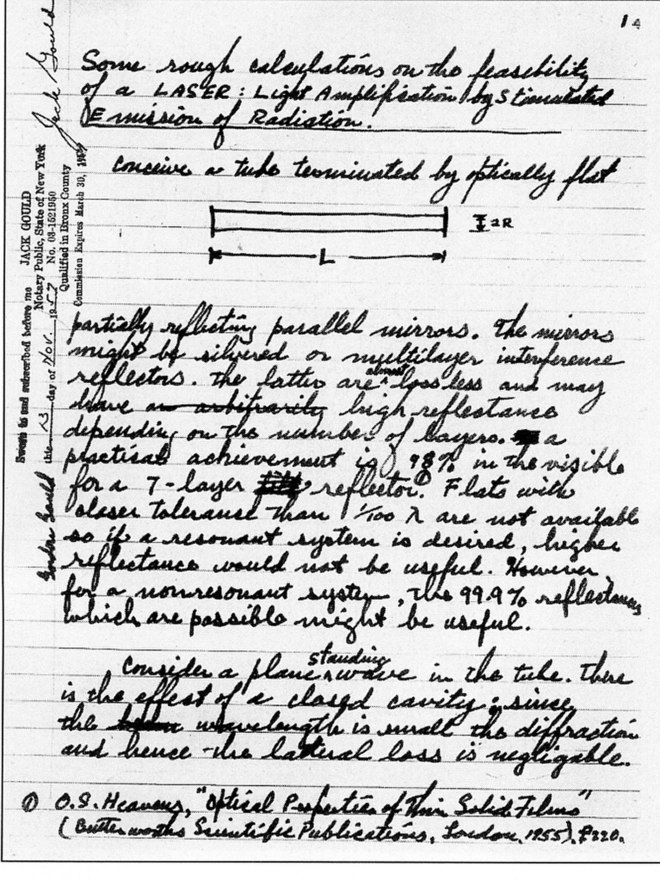 14
Some rough calculations on the feasibility
of a LASER: Light Amplification by Stimulated
Emission of Radiation.
Conceive a tube terminated by optically flat
2R
L
partially reflecting parallel mirrors. The mirrors
might be silvered or multilayer interference
reflectors. The latter are almost lossless and may
have an arbitrarily high reflectance
depending on the number of layers. a
practical achievement is 98% in the visible
for a 7-layer reflector.① Flats with
closer tolerance than 1/100 λ are not available
so if a resonant system is desired, higher
reflectance would not be useful. However
for a nonresonant system, the 99.9% reflectances
which are possible might be useful.
Consider a plane standing wave in the tube. There
is the effect of a closed cavity; since
the wavelength is small the diffraction
and hence the lateral loss is negligable.
① O.S. Heavens, "Optical Properties of Thin Solid Films"
(Butterworths Scientific Publications, London, 1955), P220.
Gordon Gould
Sworn to and subscribed before me
this 13 day of Nov. 1957
JACK GOULD
Notary Public, State of New York
No. 03-1521950
Qualified in Bronx County
Commission Expires March 30, 19
Jack Gould